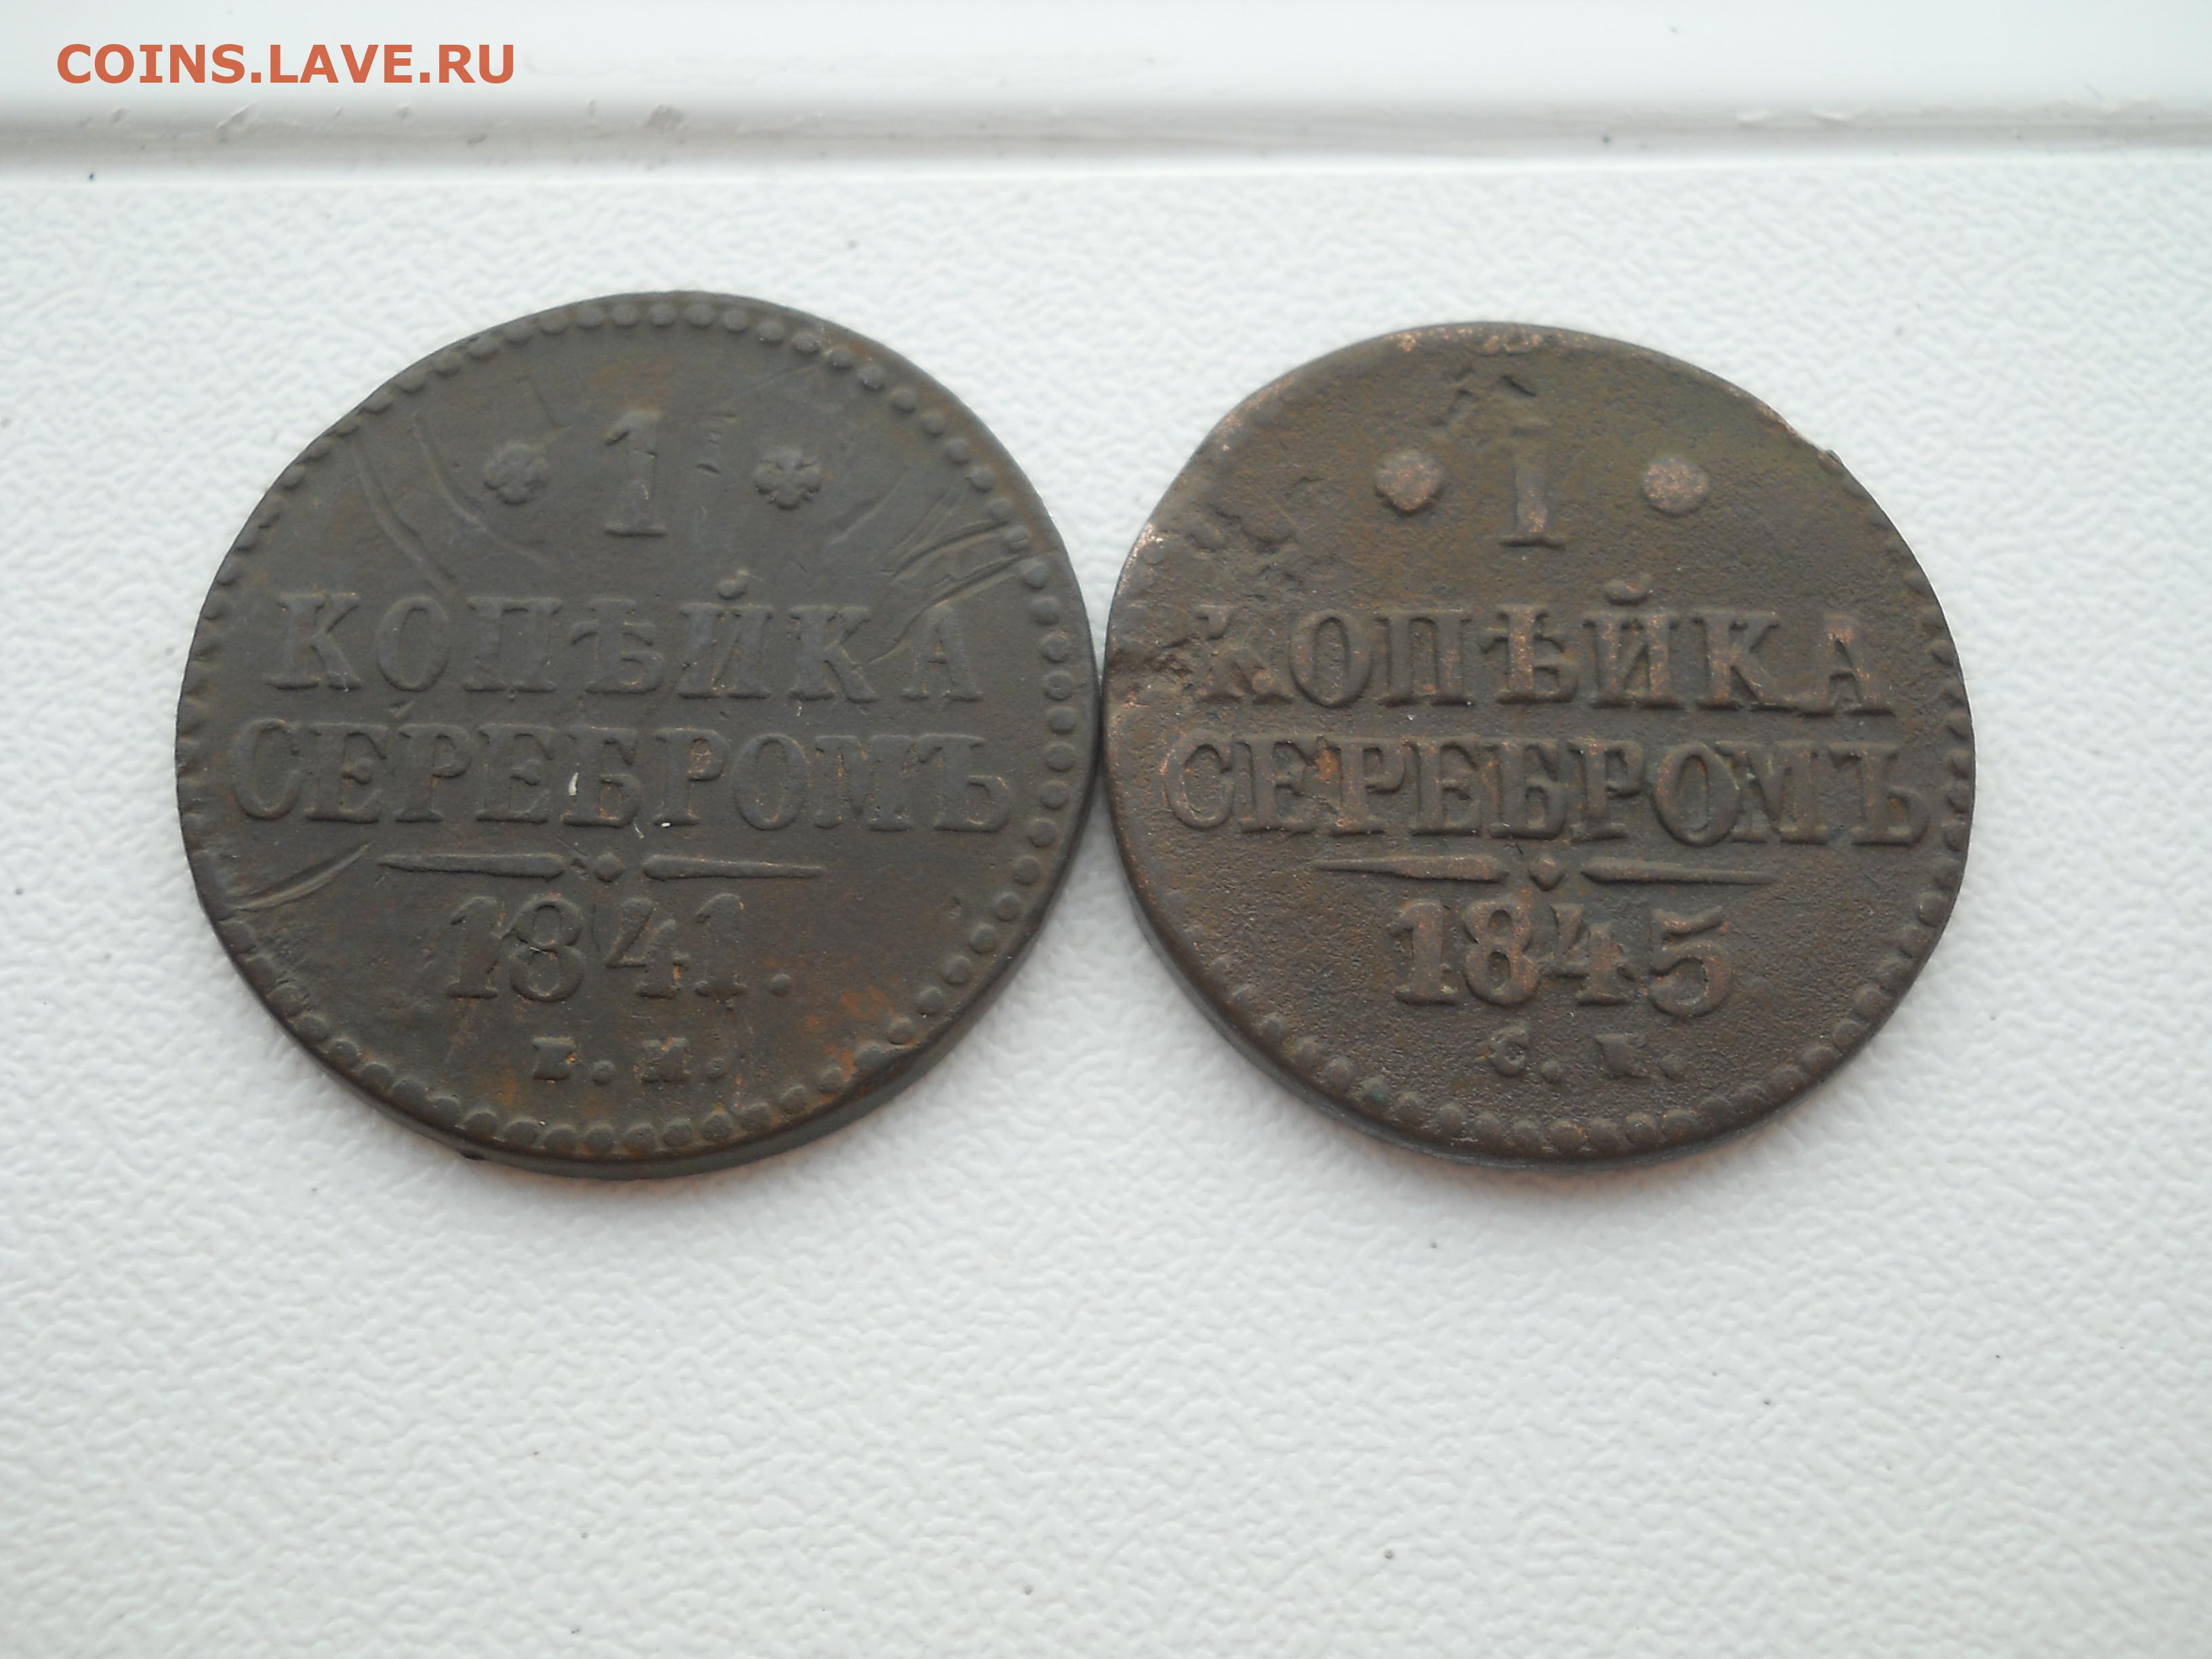 COINS.LAVE.RU
1
КОПѢЙКА
СЕРЕБРОМЪ
1841.
Е.М.
1
КОПѢЙКА
СЕРЕБРОМЪ
1845
С.М.